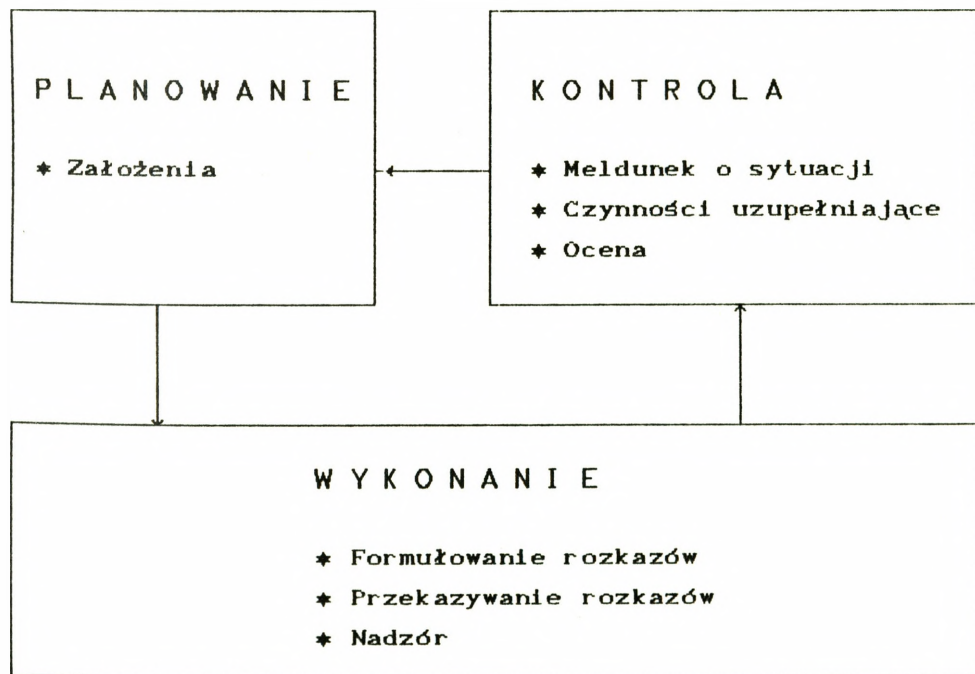 PLANOWANIE
* Założenia
KONTROLA
* Meldunek o sytuacji
* Czynności uzupełniające
* Ocena
WYKONANIE
* Formułowanie rozkazów
* Przekazywanie rozkazów
* Nadzór